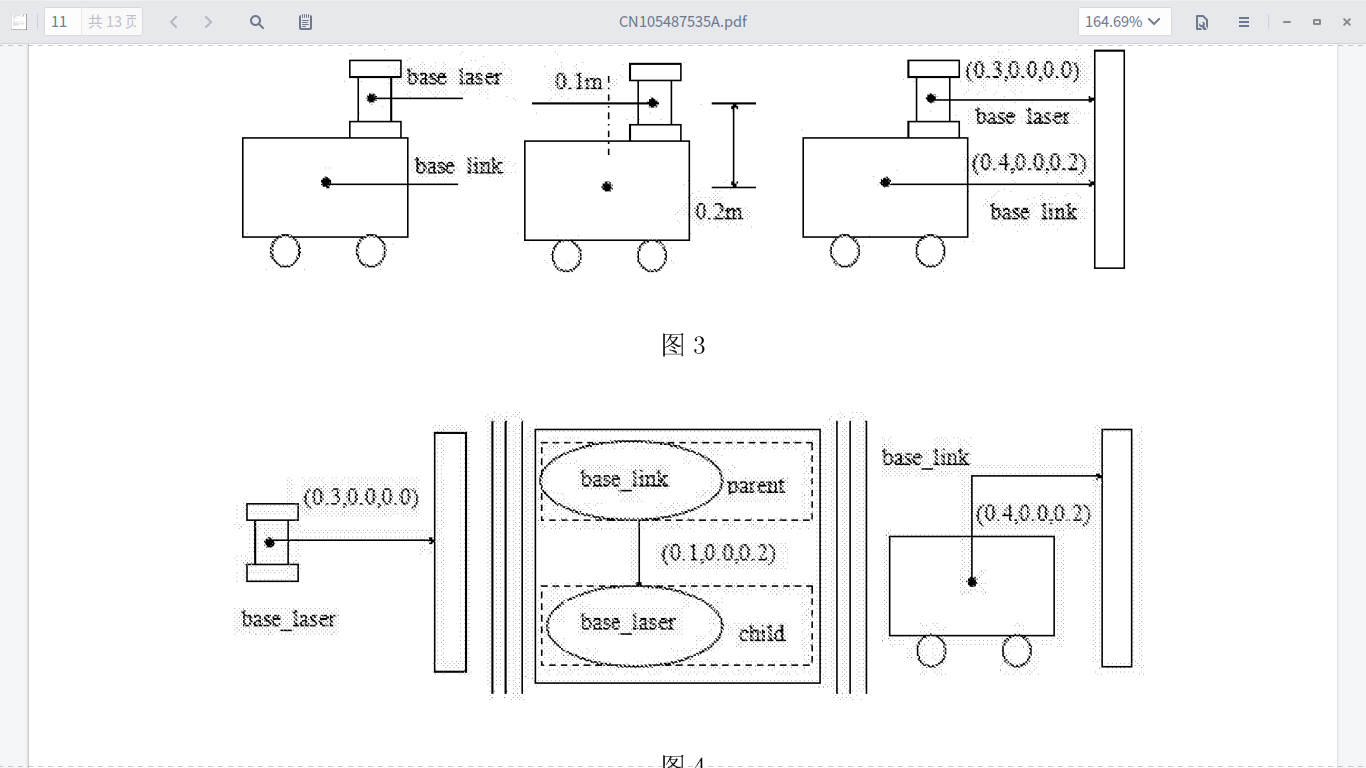 11
共 13 页
CN105487535A.pdf
164.69%
base laser
base link
0.1m
0.2m
(0.3,0.0,0.0)
base laser
(0.4,0.0,0.2)
base link
图 3
(0.3,0.0,0.0)
base_laser
base_link
parent
(0.1,0.0,0.2)
base_laser
child
base_link
(0.4,0.0,0.2)
图 4